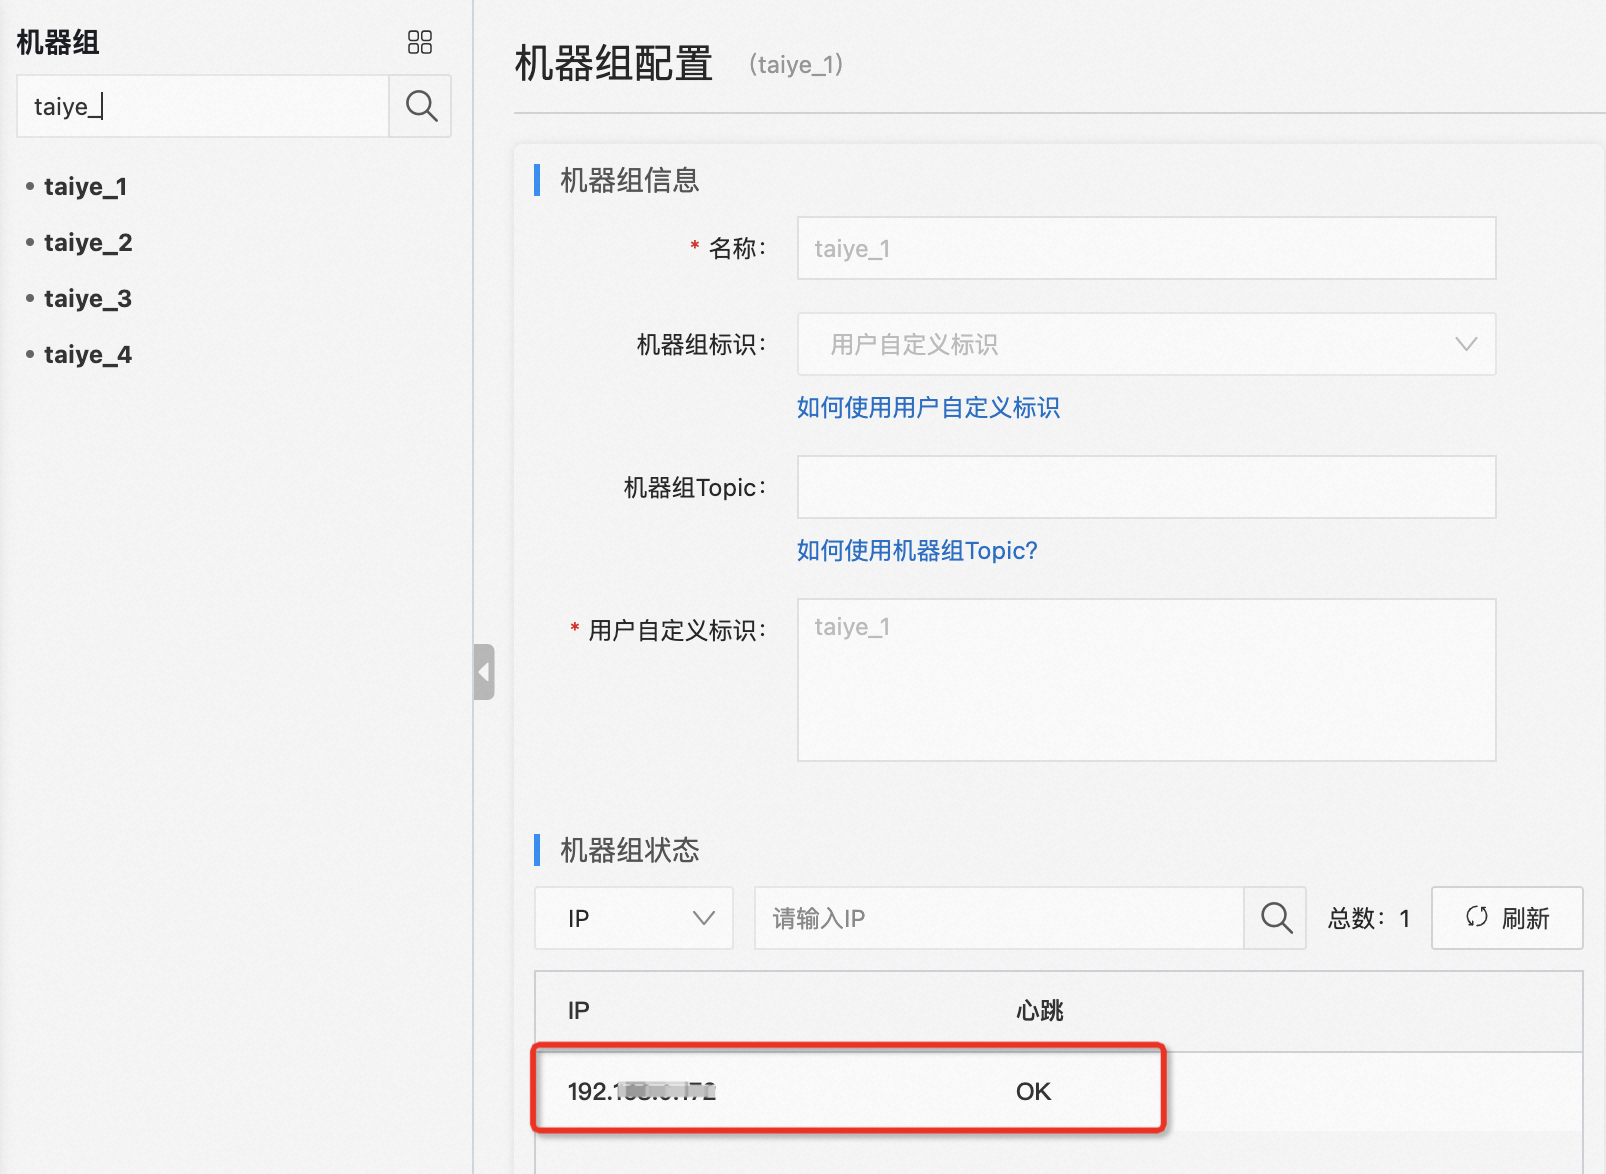 机器组
taiye_
taiye_1
taiye_2
taiye_3
taiye_4
机器组配置 (taiye_1)
机器组信息
* 名称: taiye_1
机器组标识: 用户自定义标识
如何使用用户自定义标识
机器组Topic:
如何使用机器组Topic?
* 用户自定义标识: taiye_1
机器组状态
IP 请输入IP 总数: 1 刷新
IP 心跳
192. OK